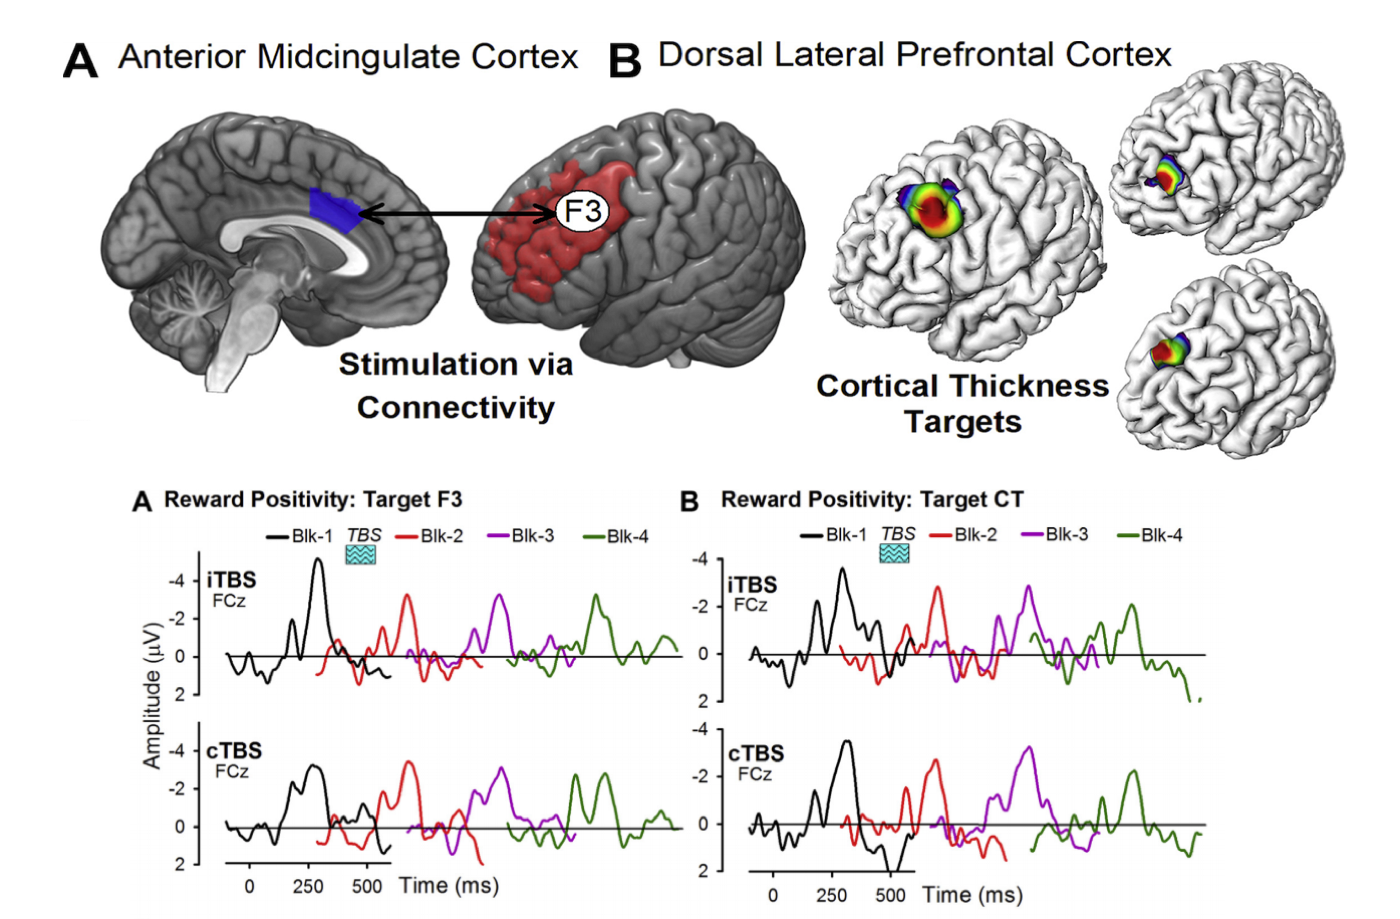 A Anterior Midcingulate Cortex
B Dorsal Lateral Prefrontal Cortex
F3
Stimulation via
Connectivity
Cortical Thickness
Targets
A Reward Positivity: Target F3
Blk-1 TBS Blk-2 Blk-3 Blk-4
iTBS
FCz
-4
-2
0
2
cTBS
FCz
-4
-2
0
2
Amplitude (µV)
0 250 500 Time (ms)
B Reward Positivity: Target CT
Blk-1 TBS Blk-2 Blk-3 Blk-4
-4
iTBS
FCz
-2
0
2
-4
cTBS
FCz
-2
0
2
0 250 500 Time (ms)